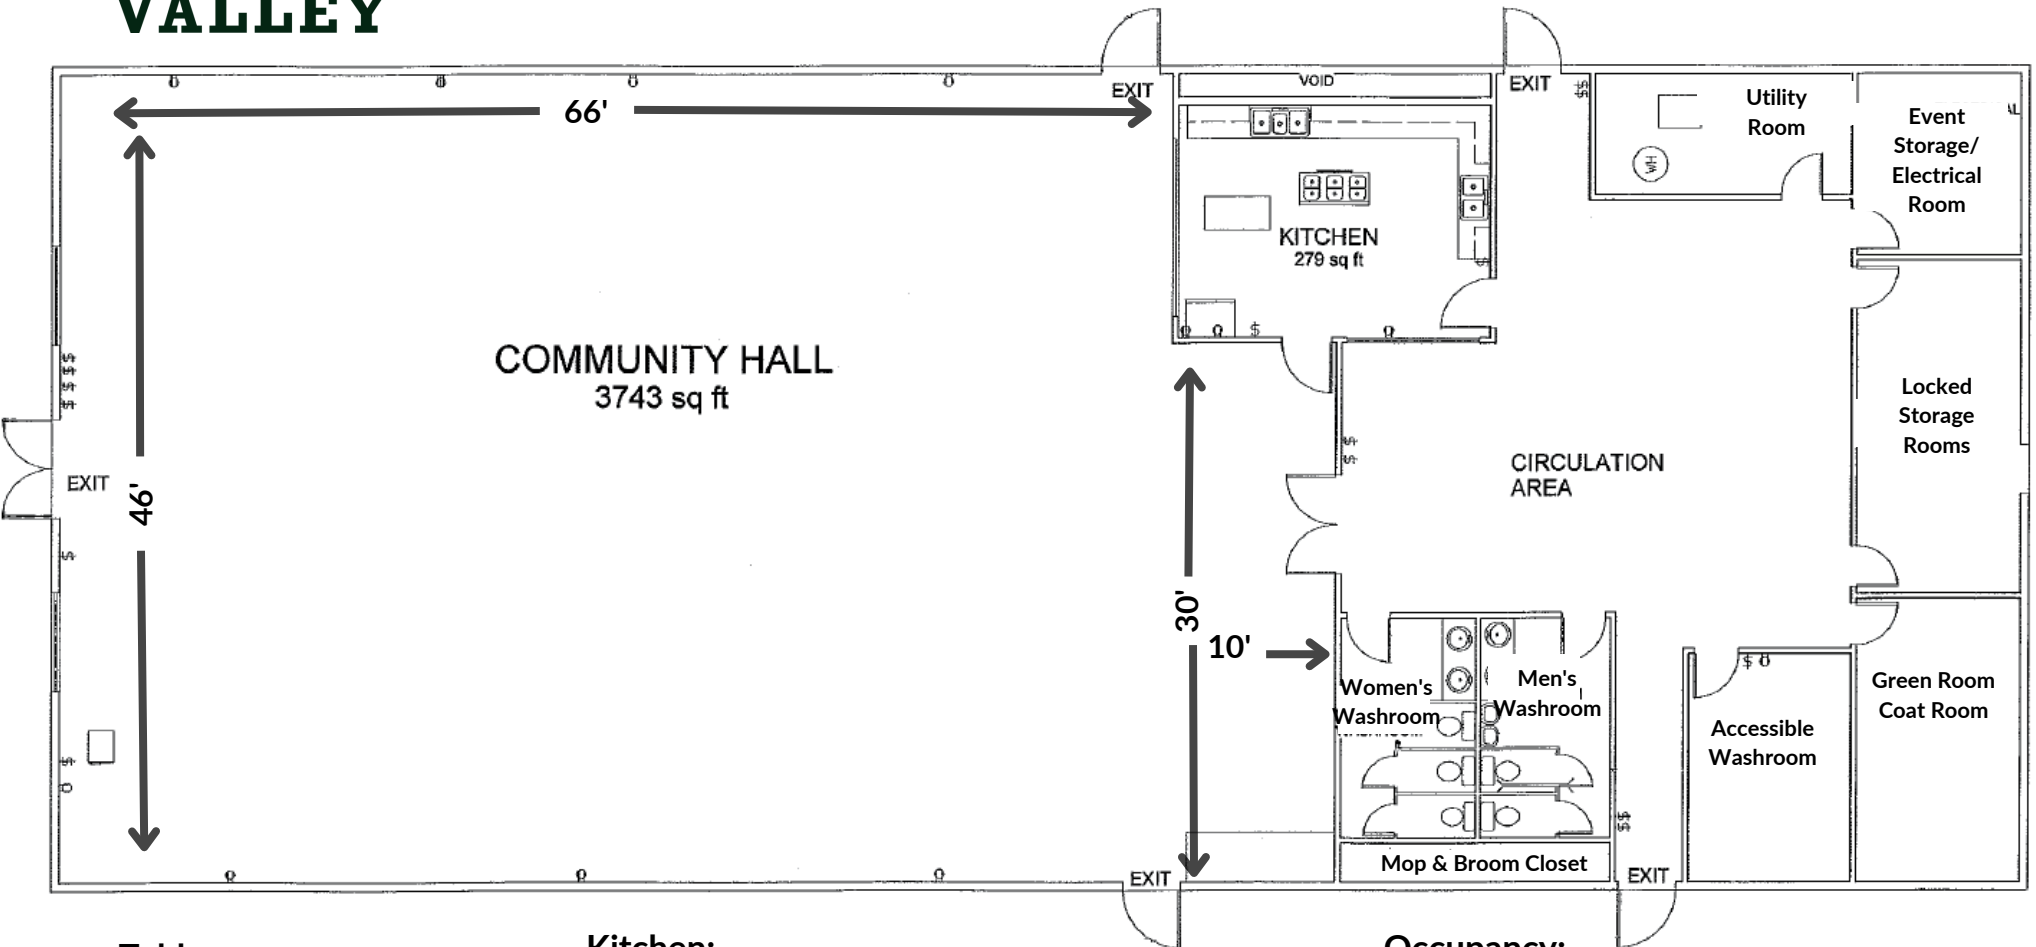 VALLEY
EXIT
VOID
EXIT
66'
Utility
Room
WH
Event
Storage/
Electrical
Room
KITCHEN
279 sq ft
COMMUNITY HALL
3743 sq ft
Locked
Storage
Rooms
CIRCULATION
AREA
EXIT
46'
30'
10'
Women's
Washroom
Men's
Washroom
Accessible
Washroom
Green Room
Coat Room
Mop & Broom Closet
EXIT
EXIT
Kitchen:
Occupancy: